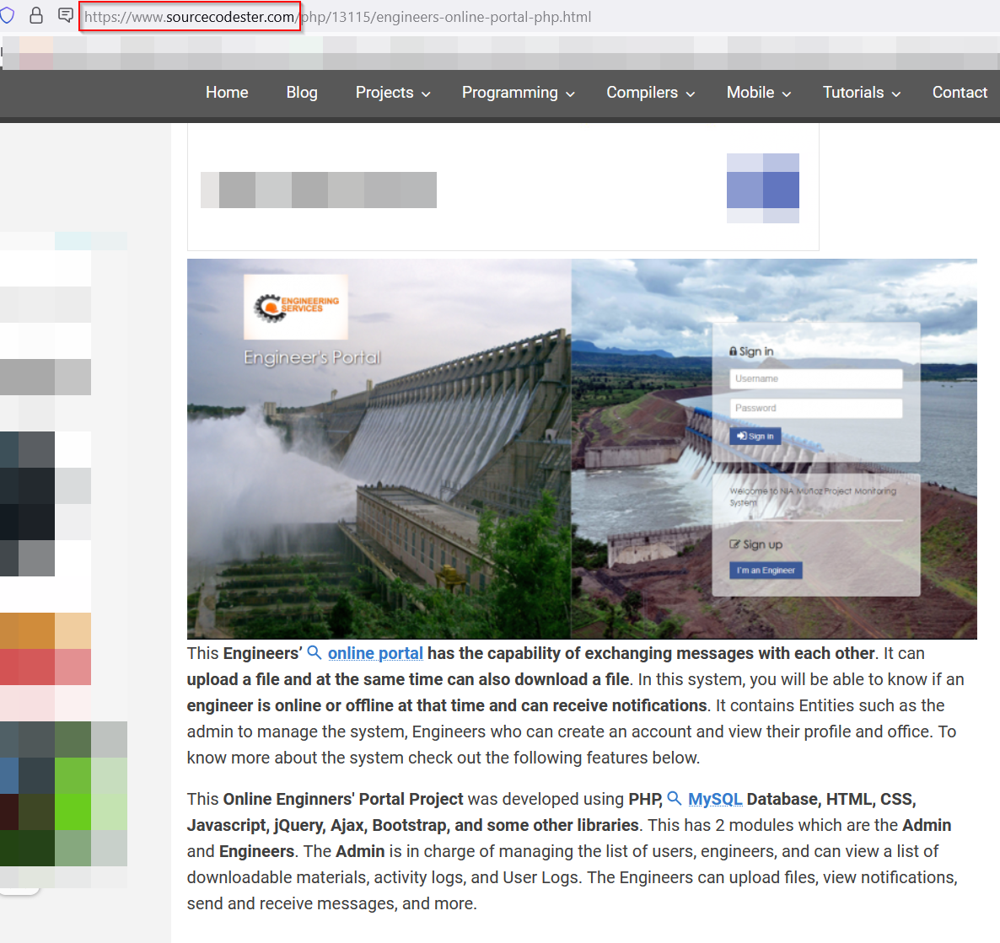 https://www.sourcecodester.com/php/13115/engineers-online-portal-php.html
Home Blog Projects Programming Compilers Mobile Tutorials Contact
ENGINEERING
SERVICES
Engineer's Portal
Sign in
Username
Password
Sign in
Welcome to NIA Muñoz Project Monitoring
System
Sign up
I'm an Engineer
This Engineers’ online portal has the capability of exchanging messages with each other. It can
upload a file and at the same time can also download a file. In this system, you will be able to know if an
engineer is online or offline at that time and can receive notifications. It contains Entities such as the
admin to manage the system, Engineers who can create an account and view their profile and office. To
know more about the system check out the following features below.
This Online Enginners' Portal Project was developed using PHP, MySQL Database, HTML, CSS,
Javascript, jQuery, Ajax, Bootstrap, and some other libraries. This has 2 modules which are the Admin
and Engineers. The Admin is in charge of managing the list of users, engineers, and can view a list of
downloadable materials, activity logs, and User Logs. The Engineers can upload files, view notifications,
send and receive messages, and more.